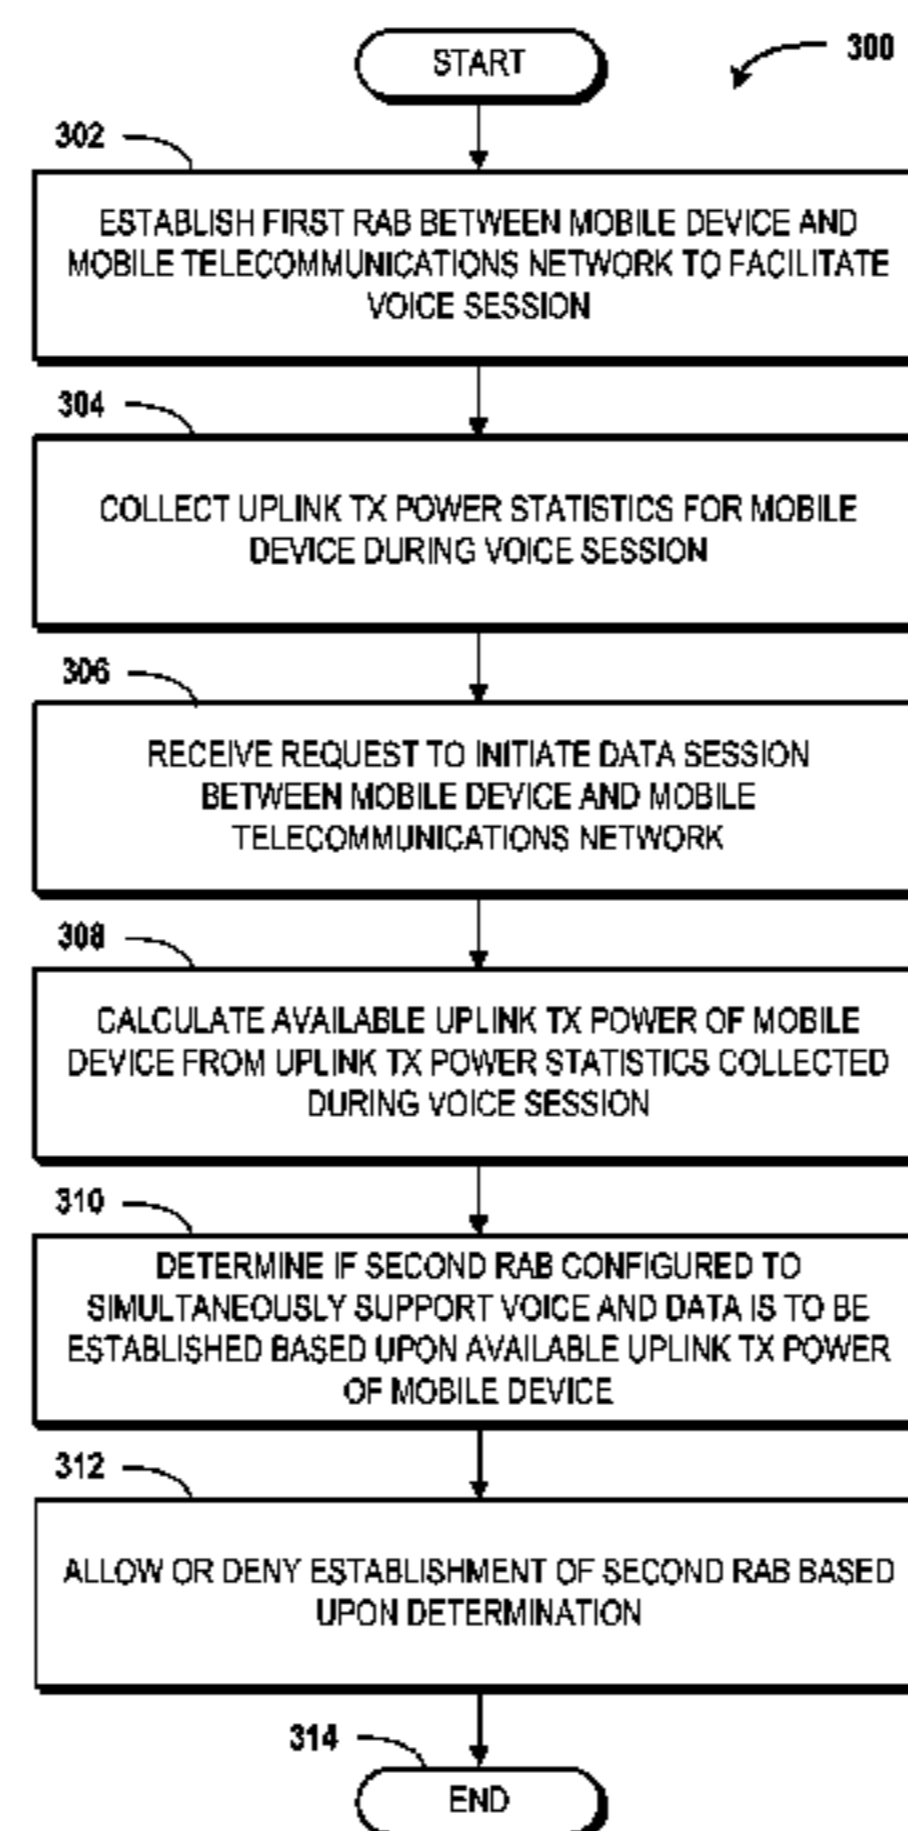 START
300
302
ESTABLISH FIRST RAB BETWEEN MOBILE DEVICE AND
MOBILE TELECOMMUNICATIONS NETWORK TO FACILITATE
VOICE SESSION
304
COLLECT UPLINK TX POWER STATISTICS FOR MOBILE
DEVICE DURING VOICE SESSION
306
RECEIVE REQUEST TO INITIATE DATA SESSION
BETWEEN MOBILE DEVICE AND MOBILE
TELECOMMUNICATIONS NETWORK
308
CALCULATE AVAILABLE UPLINK TX POWER OF MOBILE
DEVICE FROM UPLINK TX POWER STATISTICS COLLECTED
DURING VOICE SESSION
310
DETERMINE IF SECOND RAB CONFIGURED TO
SIMULTANEOUSLY SUPPORT VOICE AND DATA IS TO BE
ESTABLISHED BASED UPON AVAILABLE UPLINK TX POWER
OF MOBILE DEVICE
312
ALLOW OR DENY ESTABLISHMENT OF SECOND RAB BASED
UPON DETERMINATION
314
END